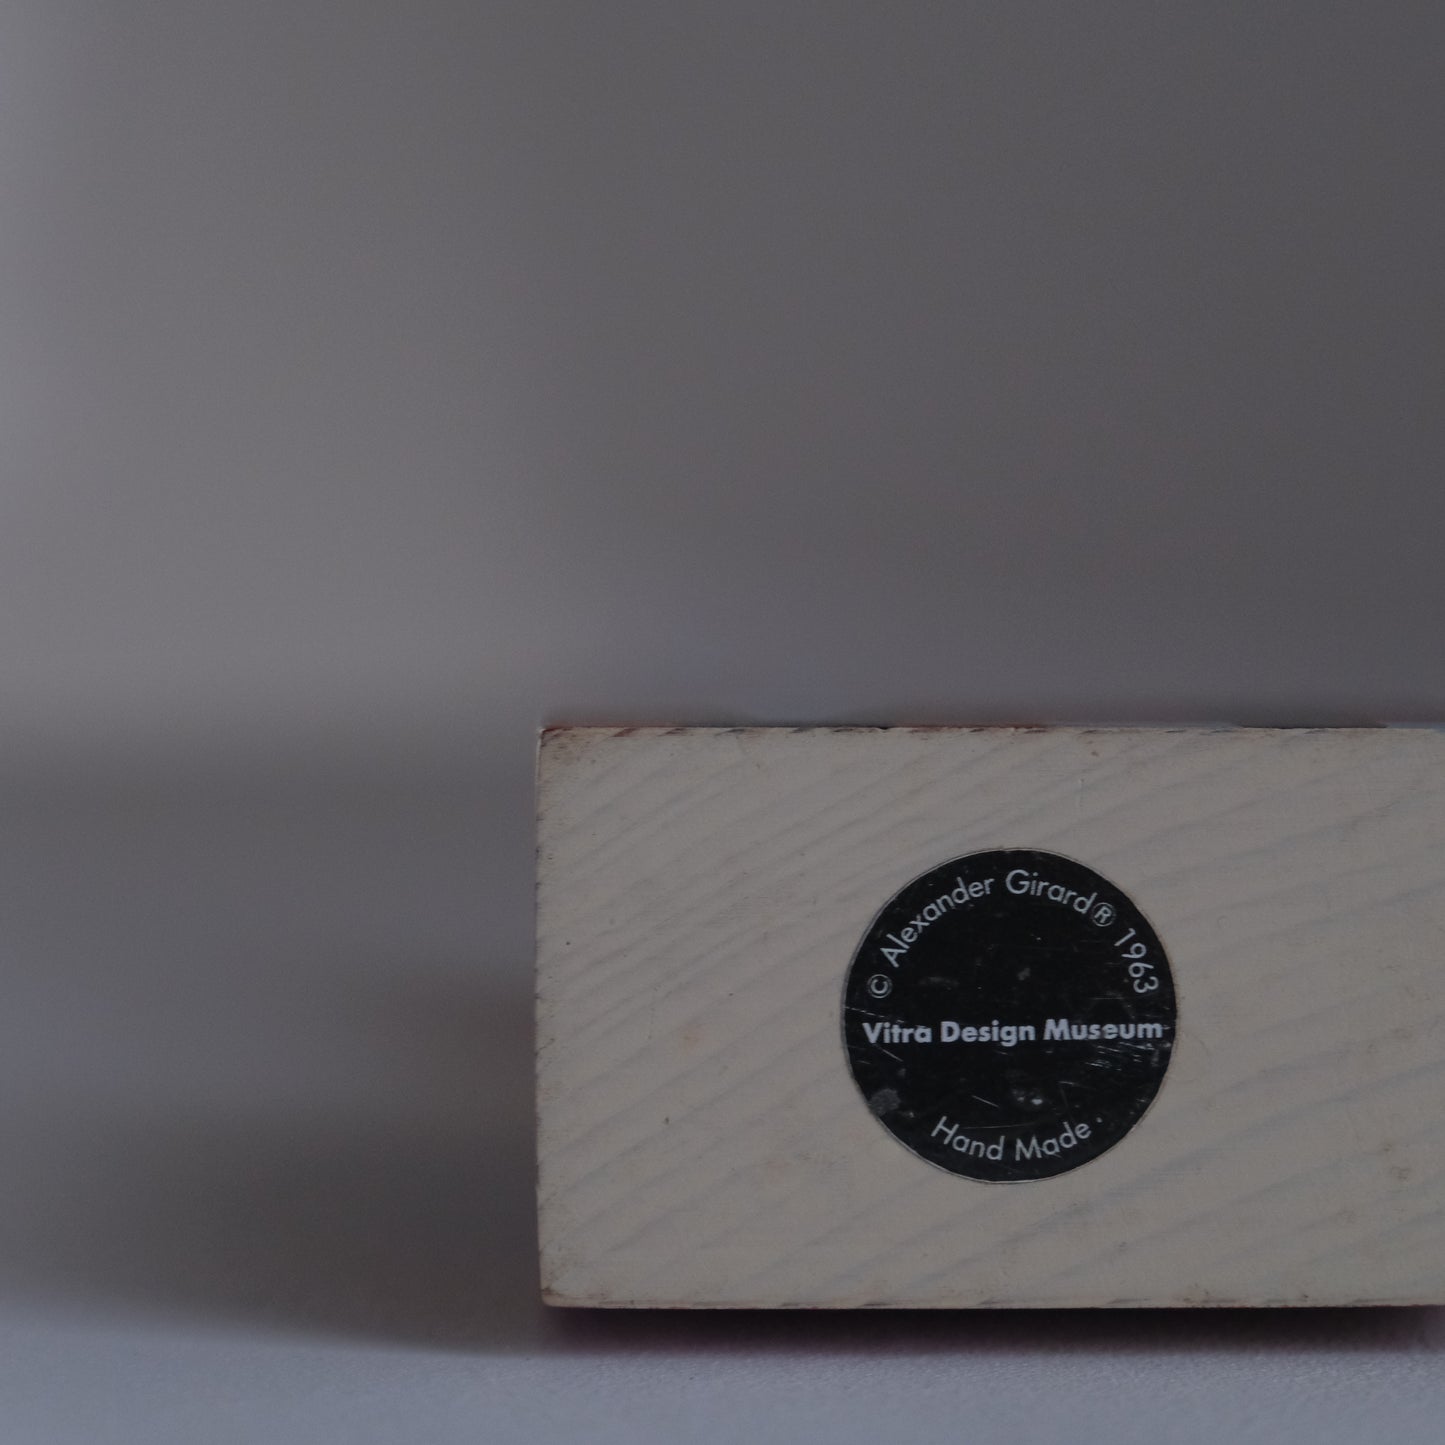 © Alexander Girard® 1963
Vitra Design Museum
Hand Made